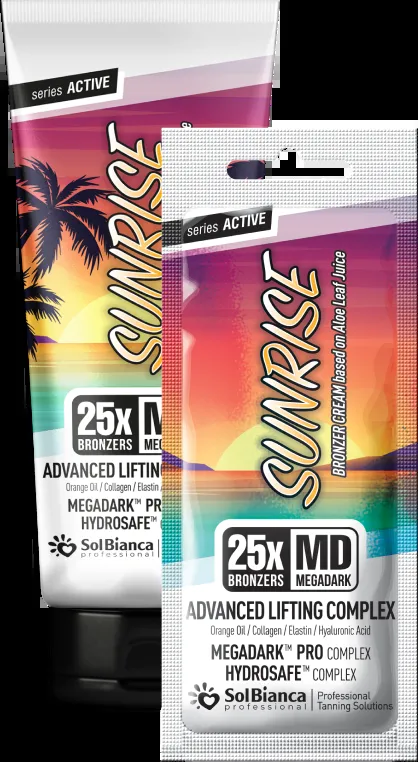 series ACTIVE
SUNRISE
25x
BRONZERS
ADVANCED LIFTING
Orange Oil / Collagen / Elastin
MEGADARK™ PR
HYDROSAFE™
SolBianca
professional
series ACTIVE
SUNRISE
BRONZER CREAM based on Aloe Leaf Juice
25x MD
BRONZERS MEGADARK
ADVANCED LIFTING COMPLEX
Orange Oil / Collagen / Elastin / Hyaluronic Acid
MEGADARK™ PRO COMPLEX
HYDROSAFE™ COMPLEX
SolBianca
professional
Professional
Tanning Solutions